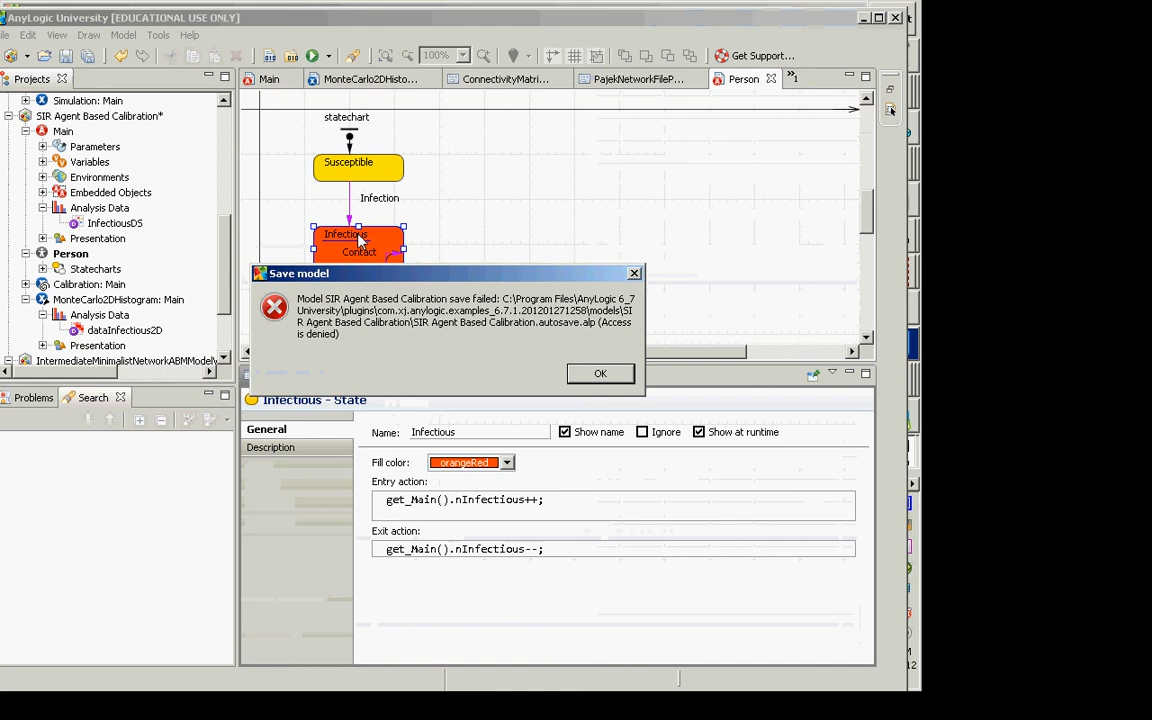 AnyLogic University [EDUCATIONAL USE ONLY]
File Edit View Draw Model Tools Help
100% Get Support...
Projects
Main MonteCarlo2DHisto... ConnectivityMatri... PajekNetworkFileP... Person »1
Simulation: Main
SIR Agent Based Calibration*
Main
Parameters
Variables
Environments
Embedded Objects
Analysis Data
InfectiousDS
Presentation
Person
Statecharts
Calibration: Main
MonteCarlo2DHistogram: Main
Analysis Data
dataInfectious2D
Presentation
IntermediateMinimalistNetworkABMModelV
statechart
Susceptible
Infection
Infectious
Contact
Save model
Model SIR Agent Based Calibration save failed: C:\Program Files\AnyLogic 6_7
University\plugins\com.xj.anylogic.examples_6.7.1.201201271258\models\SI
R Agent Based Calibration\SIR Agent Based Calibration.autosave.alp (Access
is denied)
OK
Problems Search
Infectious - State
General
Description
Name: Infectious Show name Ignore Show at runtime
Fill color: orangeRed
Entry action:
get_Main().nInfectious++;
Exit action:
get_Main().nInfectious--;